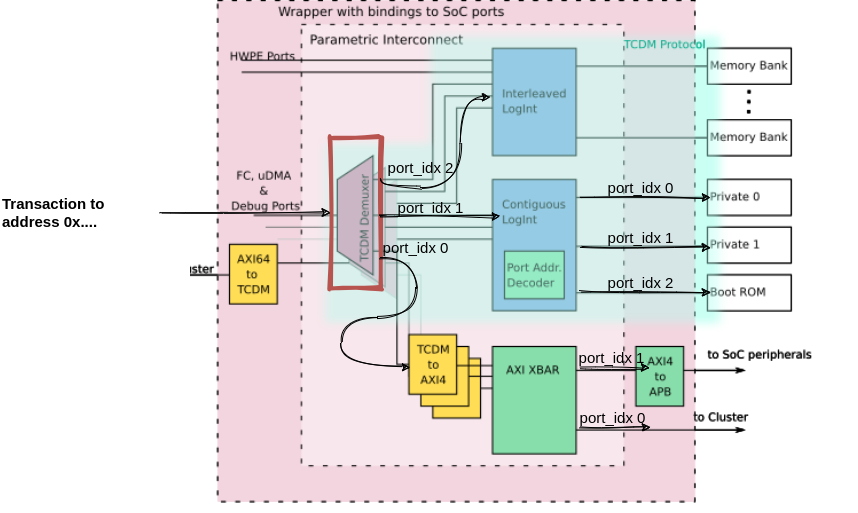 Wrapper with bindings to SoC ports
Parametric Interconnect
TCDM Protocol
HWPE Ports
Interleaved
LogInt
Memory Bank
Memory Bank
port_idx 2
FC, uDMA
&
Debug Ports
TCDM Demuxer
Transaction to
address 0x....
port_idx 1
port_idx 0
Contiguous
LogInt
Port Addr.
Decoder
port_idx 0
Private 0
port_idx 1
Private 1
port_idx 2
Boot ROM
AXI64
to
TCDM
TCDM
to
AXI4
AXI XBAR
port_idx 1
AXI4
to
APB
to SoC peripherals
port_idx 0
to Cluster